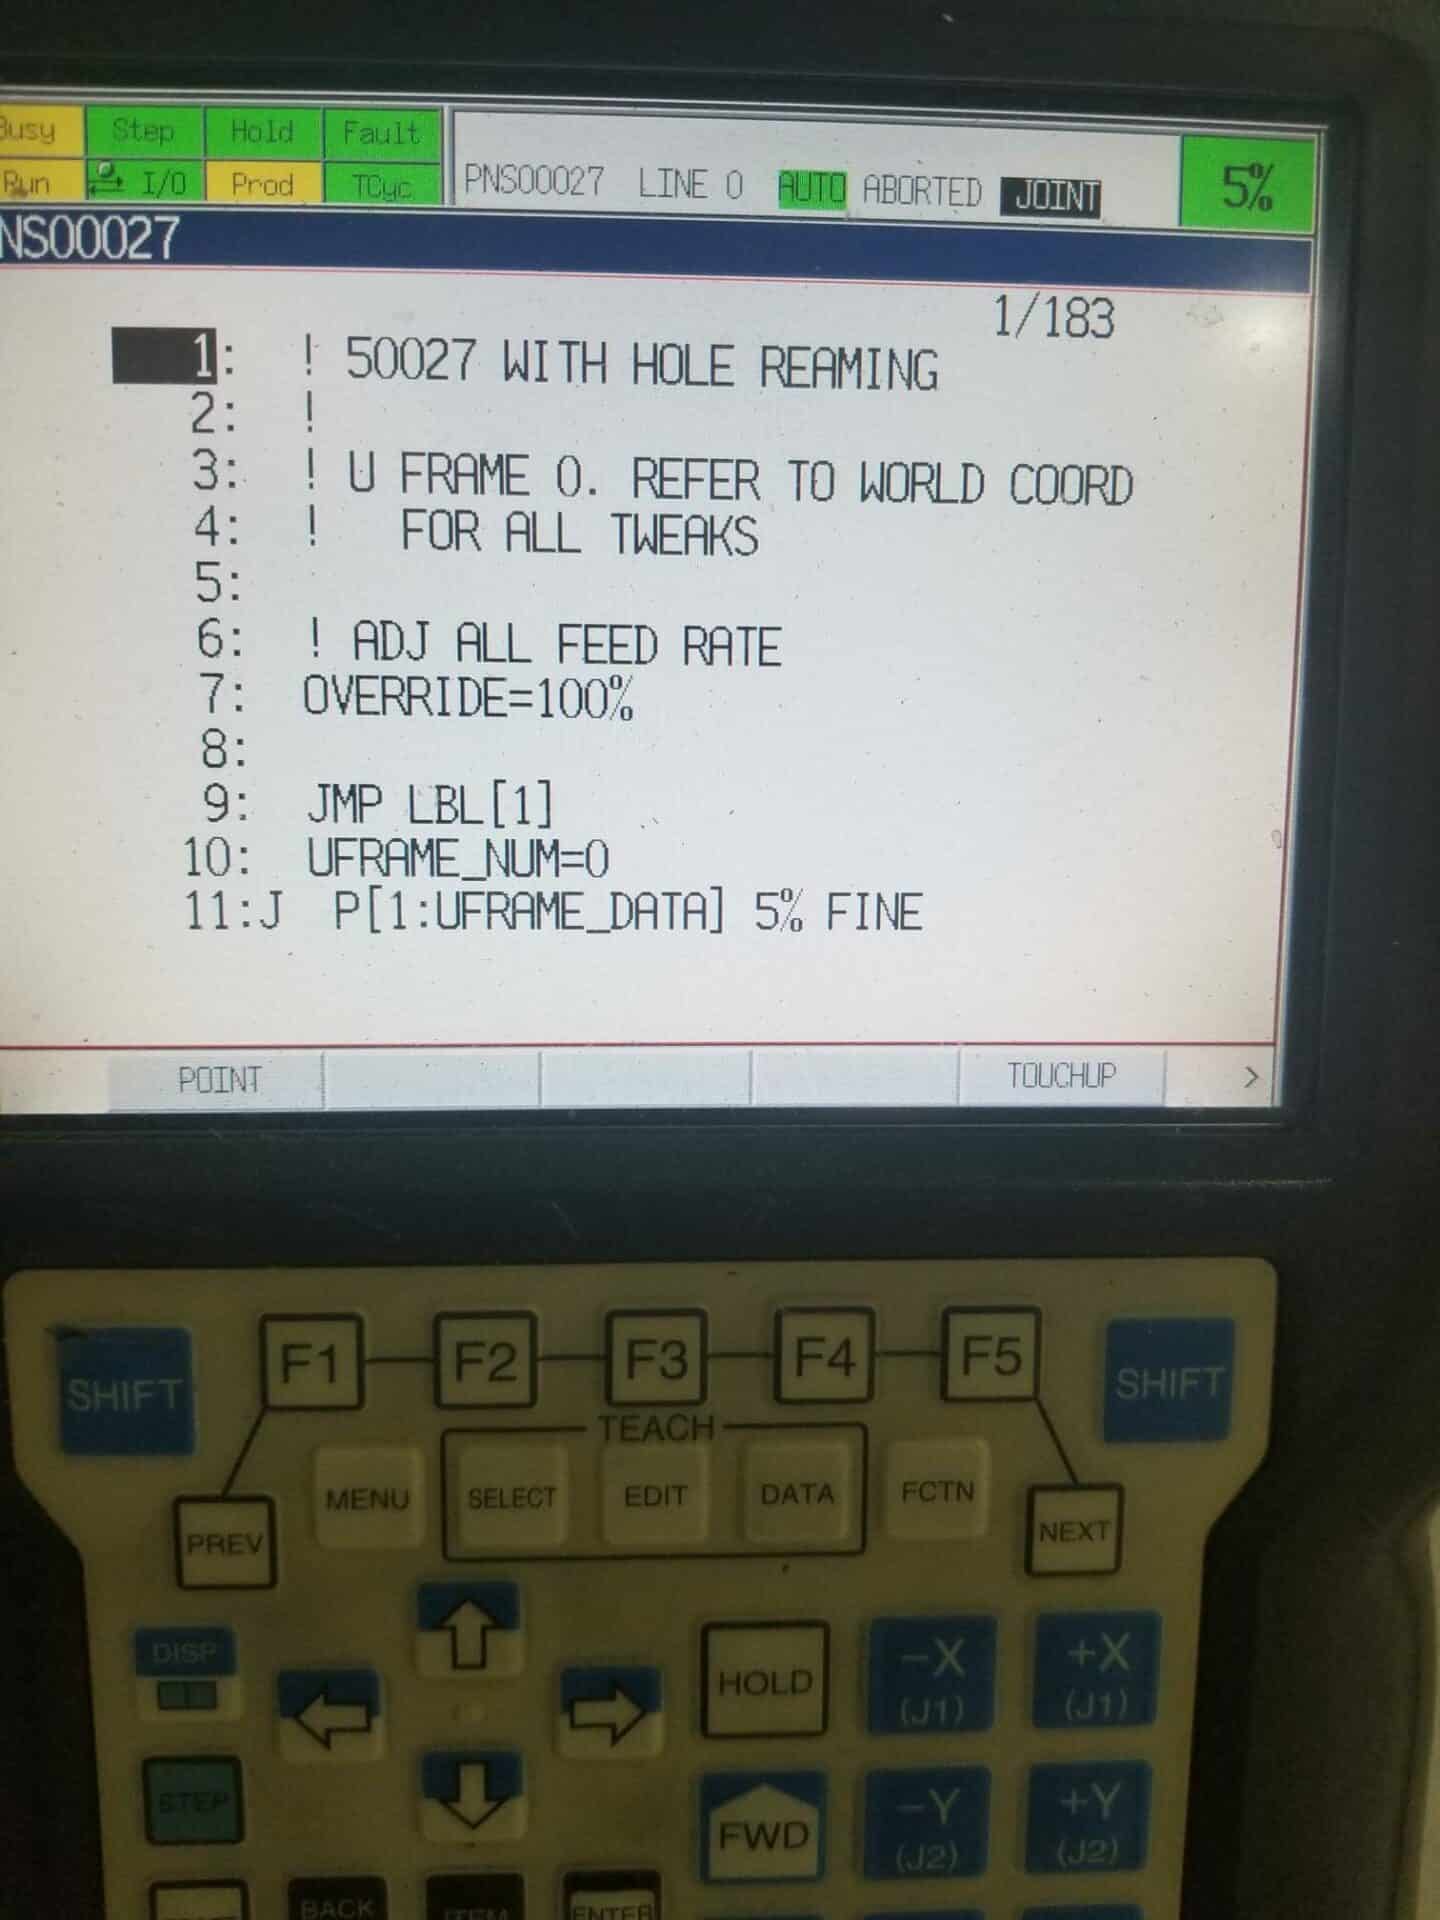 Busy Step Hold Fault
Run I/O Prod TCyc
PNS00027 LINE 0 AUTO ABORTED JOINT
5%
NS00027
1/183
1: ! 50027 WITH HOLE REAMING
2: !
3: ! U FRAME 0. REFER TO WORLD COORD
4: ! FOR ALL TWEAKS
5:
6: ! ADJ ALL FEED RATE
7: OVERRIDE=100%
8:
9: JMP LBL[1]
10: UFRAME_NUM=0
11:J P[1:UFRAME_DATA] 5% FINE
POINT TOUCHUP >
SHIFT F1 F2 F3 F4 F5 SHIFT
TEACH
MENU SELECT EDIT DATA FCTN
PREV NEXT
DISP
HOLD -X (J1) +X (J1)
STEP
FWD -Y (J2) +Y (J2)
BACK ITEM ENTER